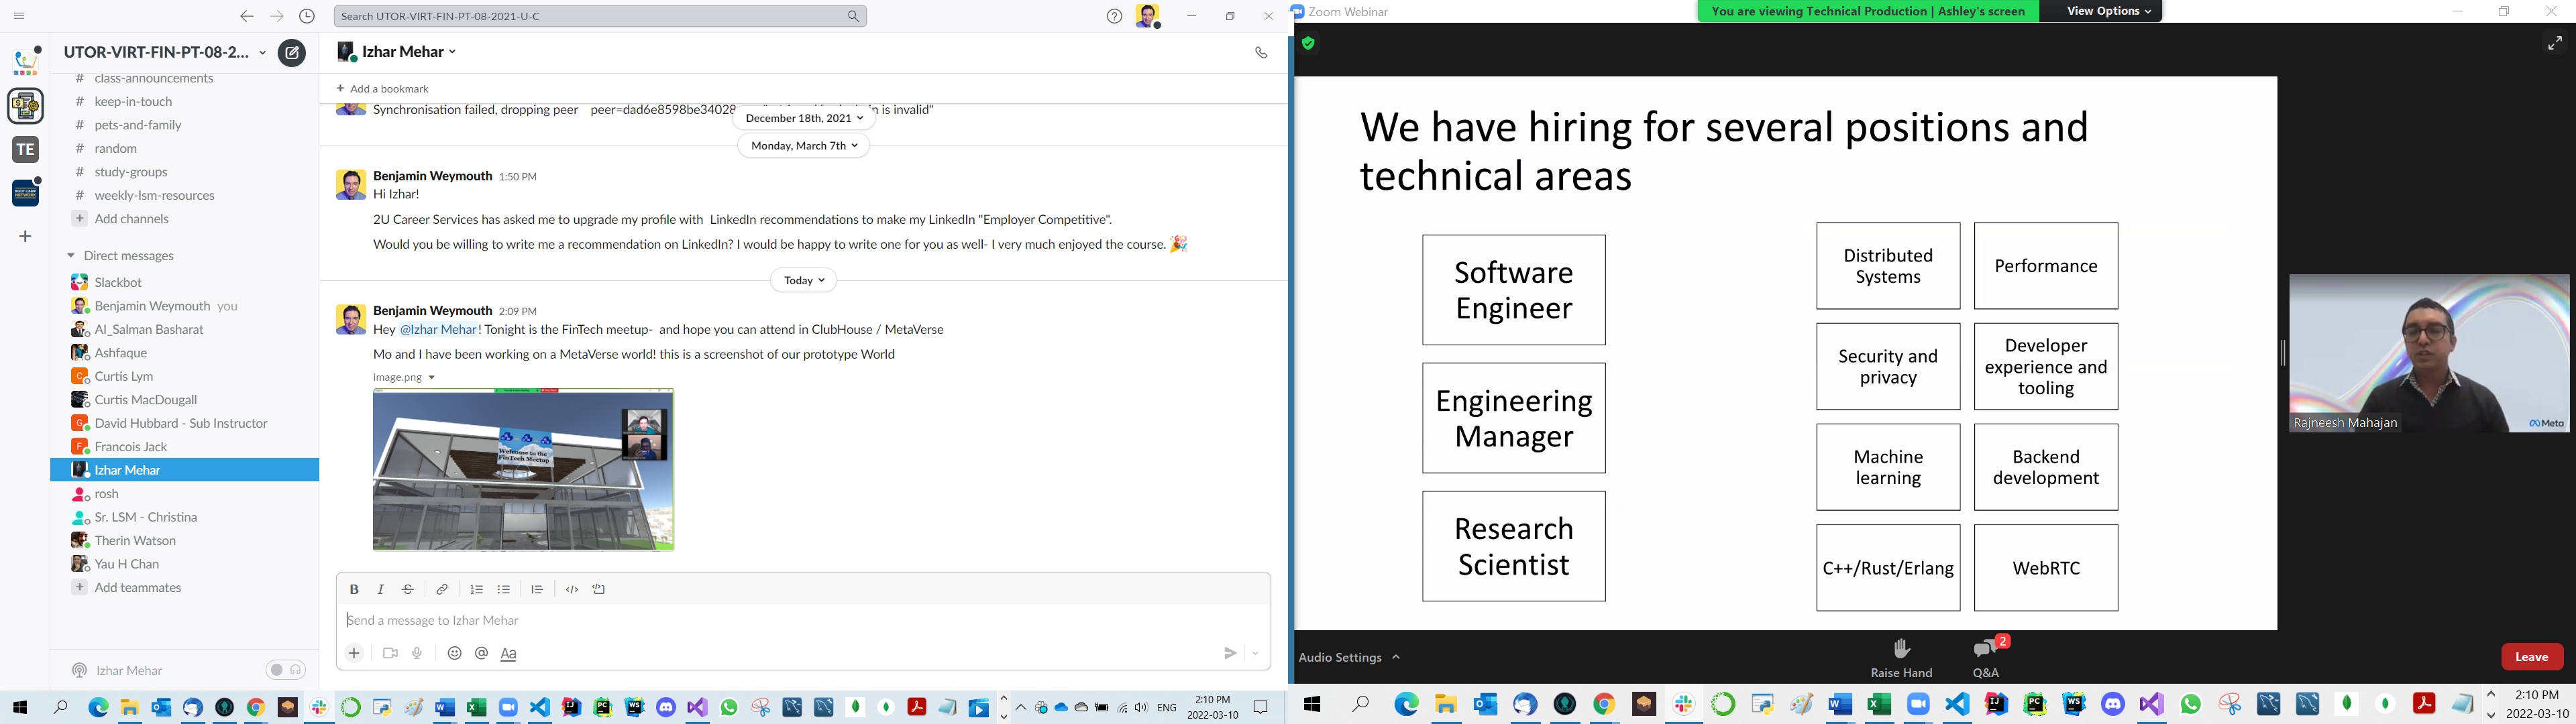 Search UTOR-VIRT-FIN-PT-08-2021-U-C
UTOR-VIRT-FIN-PT-08-2...
# class-announcements
# keep-in-touch
# pets-and-family
# random
# study-groups
# weekly-lsm-resources
+ Add channels
Direct messages
Slackbot
Benjamin Weymouth you
AI_Salman Basharat
Ashfaque
Curtis Lym
Curtis MacDougall
David Hubbard - Sub Instructor
Francois Jack
Izhar Mehar
rosh
Sr. LSM - Christina
Therin Watson
Yau H Chan
+ Add teammates
Izhar Mehar
TE
Izhar Mehar
+ Add a bookmark
Synchronisation failed, dropping peer peer=dad6e8598be34028
n is invalid"
December 18th, 2021
Monday, March 7th
Benjamin Weymouth 1:50 PM
Hi Izhar!
2U Career Services has asked me to upgrade my profile with LinkedIn recommendations to make my LinkedIn "Employer Competitive".
Would you be willing to write me a recommendation on LinkedIn? I would be happy to write one for you as well- I very much enjoyed the course.
Today
Benjamin Weymouth 2:09 PM
Hey @Izhar Mehar! Tonight is the FinTech meetup- and hope you can attend in ClubHouse / MetaVerse
Mo and I have been working on a MetaVerse world! this is a screenshot of our prototype World
image.png
Welcome to the
FinTech Meetup
Send a message to Izhar Mehar
ENG
2:10 PM
2022-03-10
Zoom Webinar
You are viewing Technical Production | Ashley's screen
View Options
We have hiring for several positions and
technical areas
Software
Engineer
Engineering
Manager
Research
Scientist
Distributed
Systems
Performance
Security and
privacy
Developer
experience and
tooling
Machine
learning
Backend
development
C++/Rust/Erlang
WebRTC
Rajneesh Mahajan
Meta
Audio Settings
Raise Hand
2
Q&A
Leave
2:10 PM
2022-03-10